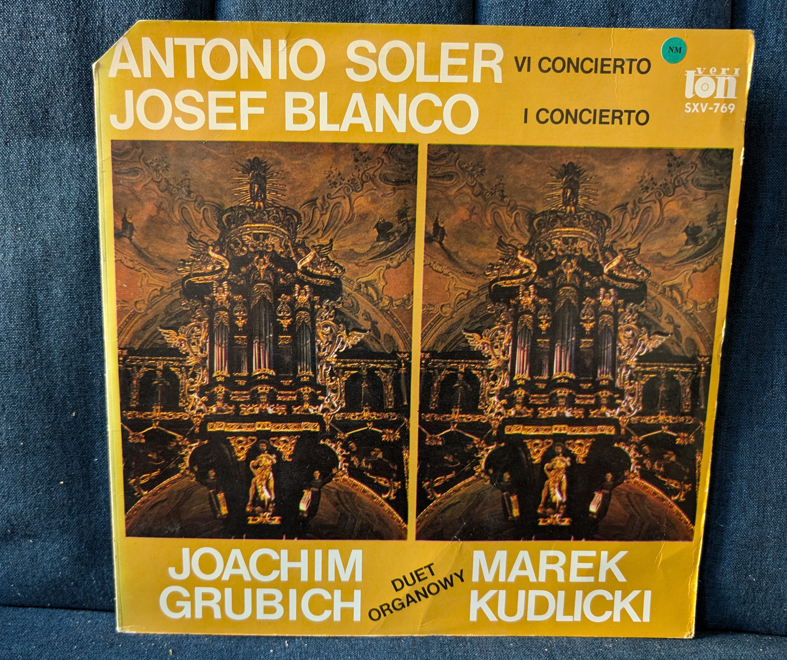 ANTONIO SOLER VI CONCIERTO
NM
veri
ton
SXV-769
JOSEF BLANCO I CONCIERTO
JOACHIM
GRUBICH
DUET
ORGANOWY
MAREK
KUDLICKI